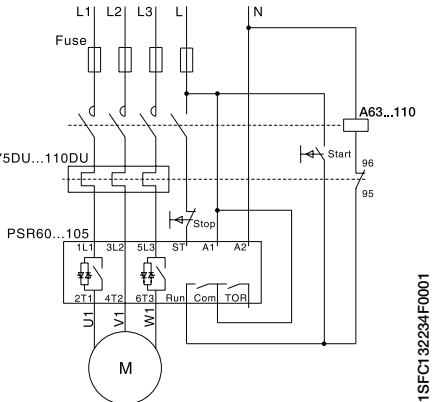 L1 L2 L3 L N
Fuse
A63...110
Start
96
95
75DU...110DU
Stop
PSR60...105
1L1 3L2 5L3 ST A1 A2
2T1 4T2 6T3 Run Com TOR
U1 V1 W1
M
1SFC132234F0001